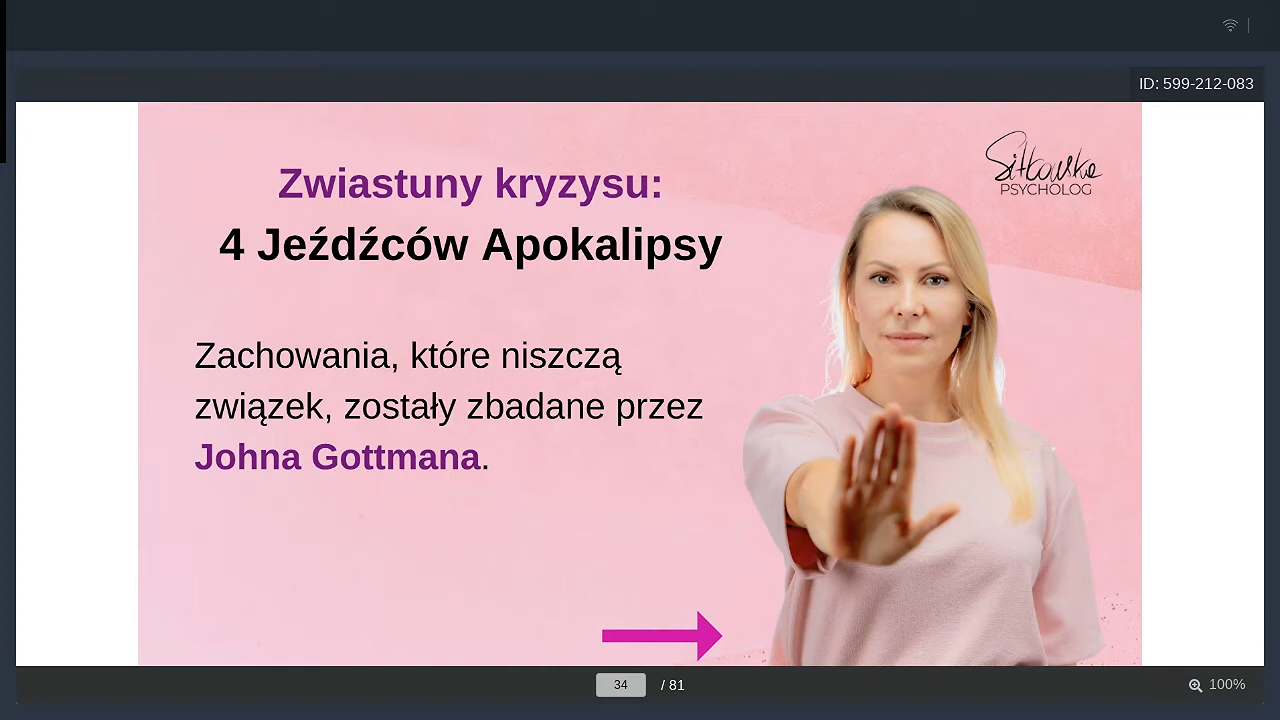 ID: 599-212-083
Siłkowska
PSYCHOLOG
Zwiastuny kryzysu:
4 Jeźdźców Apokalipsy
Zachowania, które niszczą
związek, zostały zbadane przez
Johna Gottmana.
34 / 81
100%